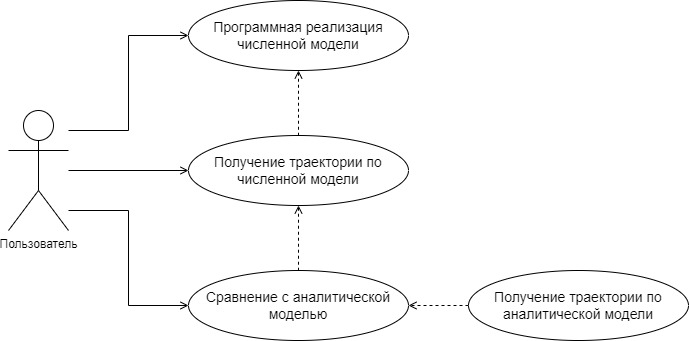 Программная реализация
численной модели
Получение траектории по
численной модели
Пользователь
Сравнение с аналитической
моделью
Получение траектории по
аналитической модели